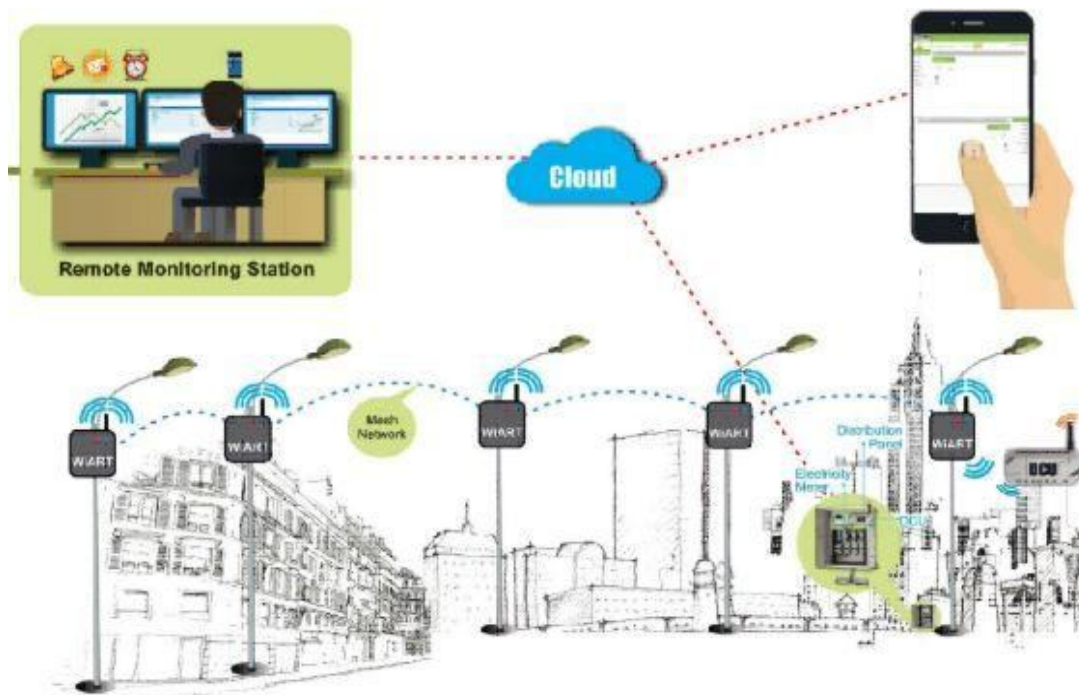 Cloud
Remote Monitoring Station
Mesh
Network
WiART
WiART
WiART
WiART
WiART
Distribution
Panel
Electricity
Meter
DCU